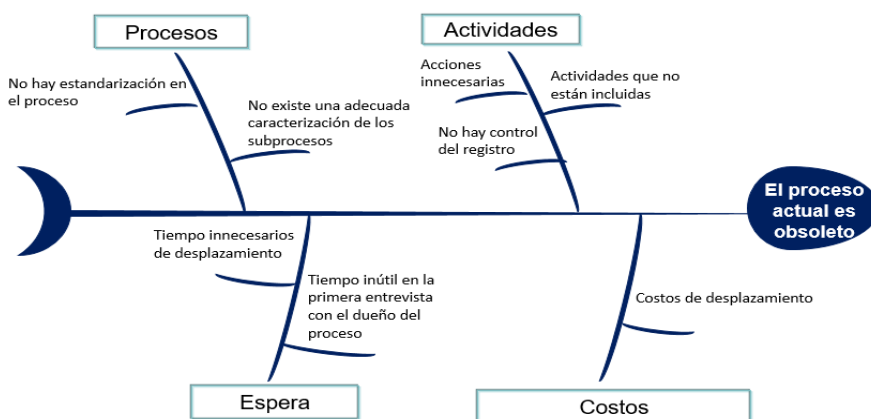 Procesos
Actividades
No hay estandarización en
el proceso
No existe una adecuada
caracterización de los
subprocesos
Acciones
innecesarias
Actividades que no
están incluidas
No hay control
del registro
El proceso
actual es
obsoleto
Tiempo innecesarios
de desplazamiento
Tiempo inútil en la
primera entrevista
con el dueño del
proceso
Costos de desplazamiento
Espera
Costos